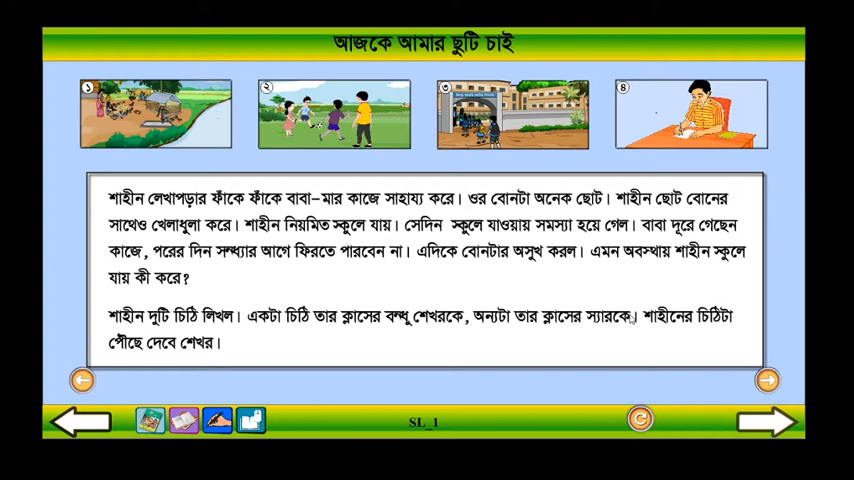 আজকে আমার ছুটি চাই
১
২
৩
৪
শাহীন লেখাপড়ার ফাঁকে ফাঁকে বাবা-মার কাজে সাহায্য করে। ওর বোনটা অনেক ছোট। শাহীন ছোট বোনের
সাথেও খেলাধুলা করে। শাহীন নিয়মিত স্কুলে যায়। সেদিন স্কুলে যাওয়ায় সমস্যা হয়ে গেল। বাবা দূরে গেছেন
কাজে, পরের দিন সন্ধ্যার আগে ফিরতে পারবেন না। এদিকে বোনটার অসুখ করল। এমন অবস্থায় শাহীন স্কুলে
যায় কী করে?
শাহীন দুটি চিঠি লিখল। একটা চিঠি তার ক্লাসের বন্ধু শেখরকে, অন্যটা তার ক্লাসের স্যারকে। শাহীনের চিঠিটা
পৌঁছে দেবে শেখর।
SL_1